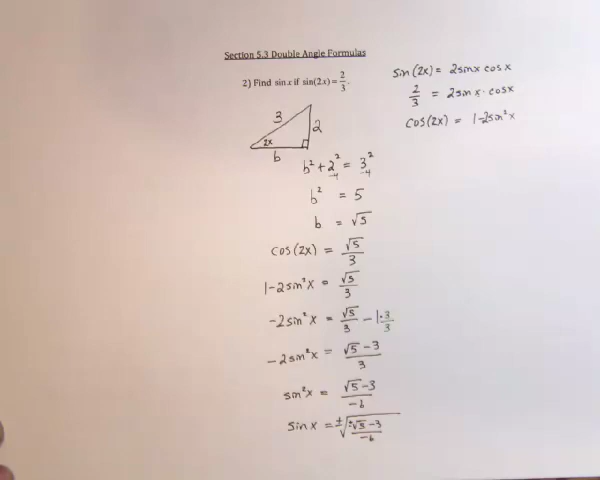 Section 5.3 Double Angle Formulas
2) Find sin x if sin(2x) = 2/3.
sin(2x) = 2sinx cosx
2/3 = 2sinx · cosx
cos(2x) = 1-2sin²x
3
2
2x
b
b² + 2² = 3²
-4 -4
b² = 5
b = √5
cos(2x) = √5/3
1-2sin²x = √5/3
-2sin²x = √5/3 - 1·3/3
-2sin²x = √5-3/3
sin²x = √5-3/-6
sinx = ±√(±√5-3/-6)